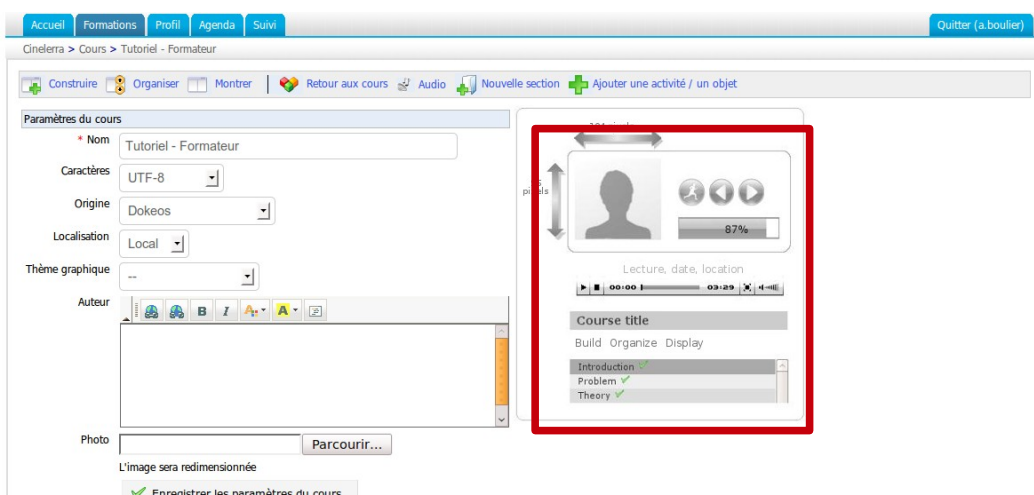 Accueil Formations Profil Agenda Suivi Quitter (a.boulier)
Cinelerra > Cours > Tutoriel - Formateur
Construire Organiser Montrer Retour aux cours Audio Nouvelle section Ajouter une activité / un objet
Paramètres du cours
* Nom Tutoriel - Formateur
Caractères UTF-8
Origine Dokeos
Localisation Local
Thème graphique --
Auteur
B I A A
Photo Parcourir...
L'image sera redimensionnée
Enregistrer les paramètres du cours
pixels
87%
Lecture, date, location
00:00 03:29
Course title
Build Organize Display
Introduction
Problem
Theory